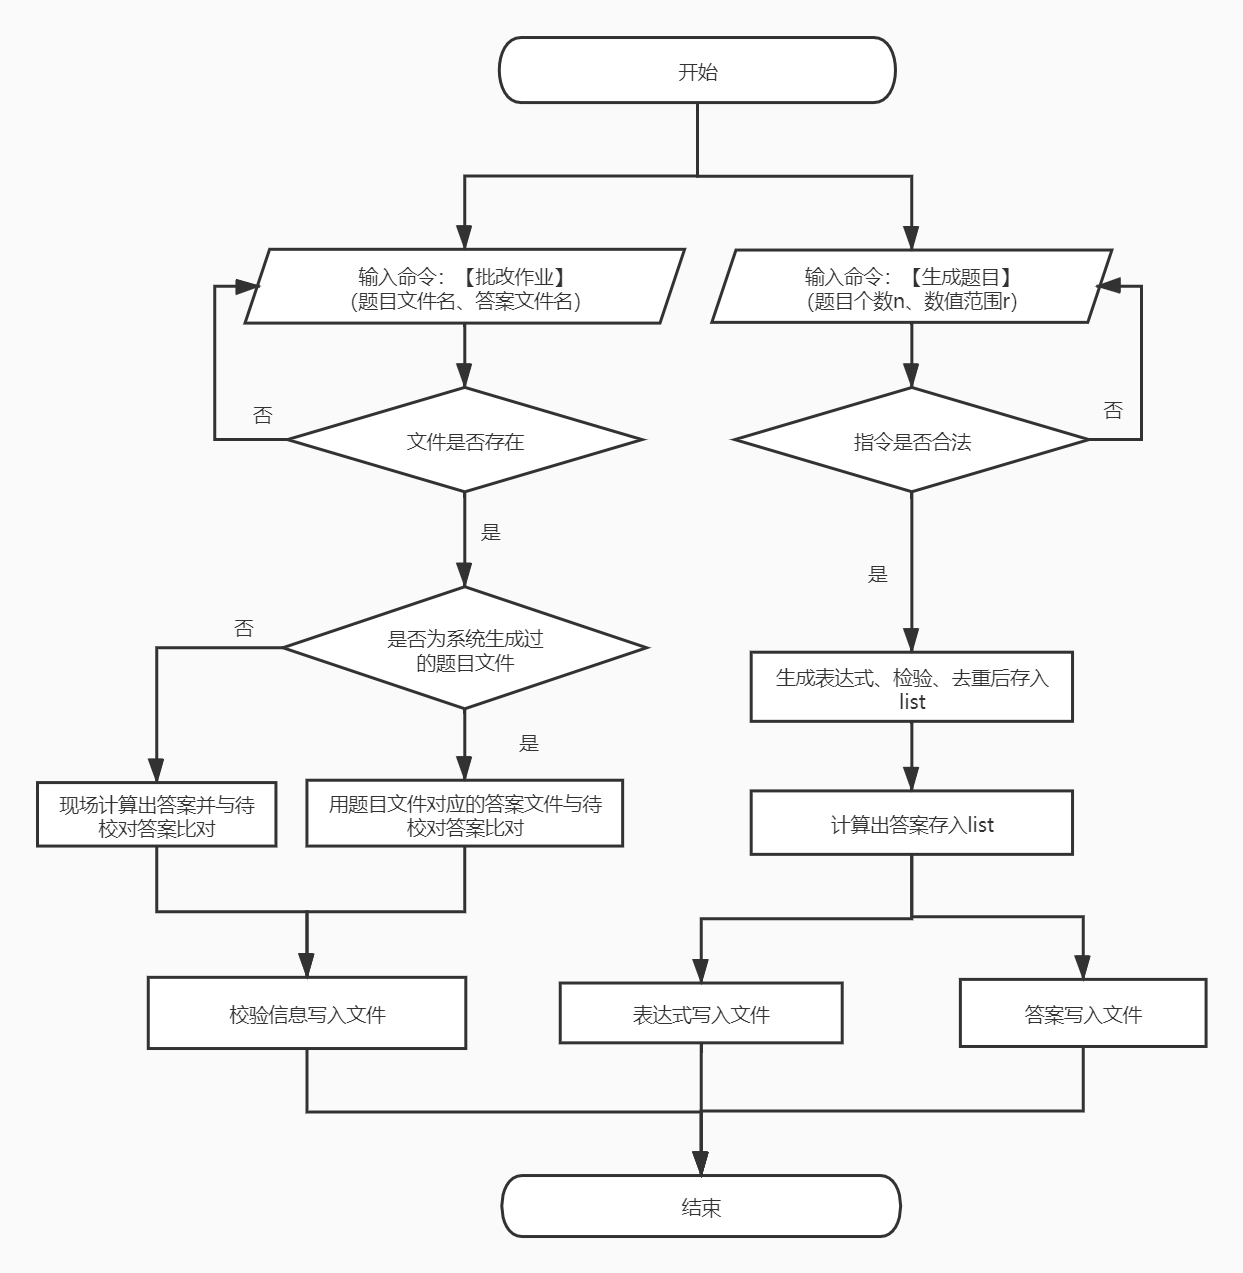 开始
输入命令：【批改作业】
（题目文件名、答案文件名）
输入命令：【生成题目】
（题目个数n、数值范围r）
否
文件是否存在
指令是否合法
否
是
是
否
是否为系统生成过
的题目文件
生成表达式、检验、去重后存入
list
是
现场计算出答案并与待
校对答案比对
用题目文件对应的答案文件与待
校对答案比对
计算出答案存入list
校验信息写入文件
表达式写入文件
答案写入文件
结束